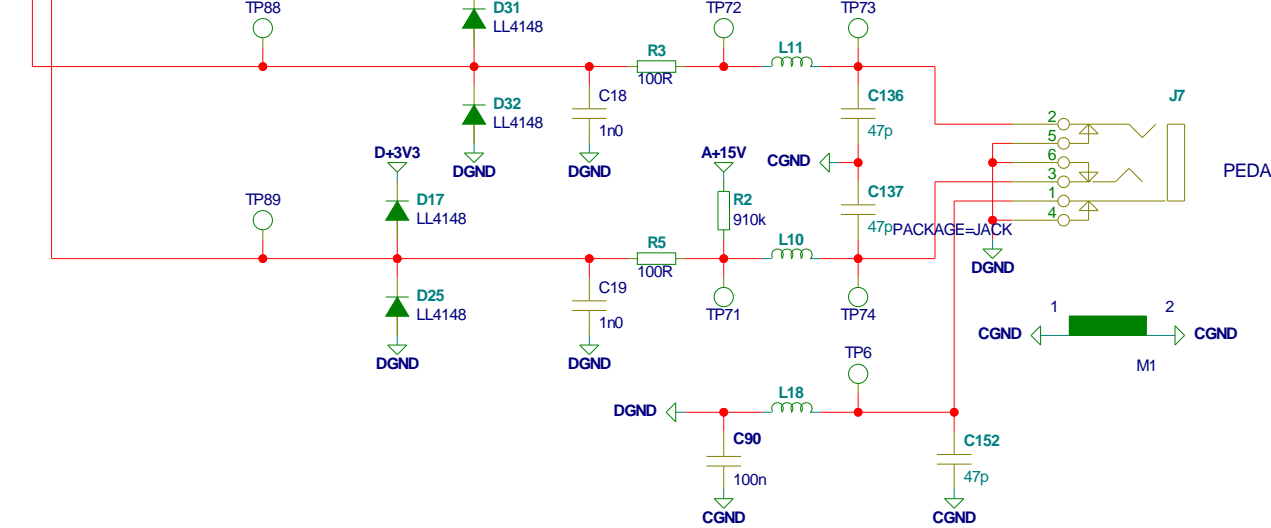 TP88
D31
LL4148
TP72
TP73
R3
100R
L11
D32
LL4148
C18
1n0
C136
47p
J7
2
5
6
3
1
4
DGND
DGND
D+3V3
A+15V
CGND
PEDA
TP89
D17
LL4148
R2
910k
C137
47p
PACKAGE=JACK
R5
100R
L10
DGND
D25
LL4148
C19
1n0
TP71
TP74
DGND
DGND
CGND
1
2
CGND
M1
TP6
DGND
L18
C90
100n
CGND
C152
47p
CGND